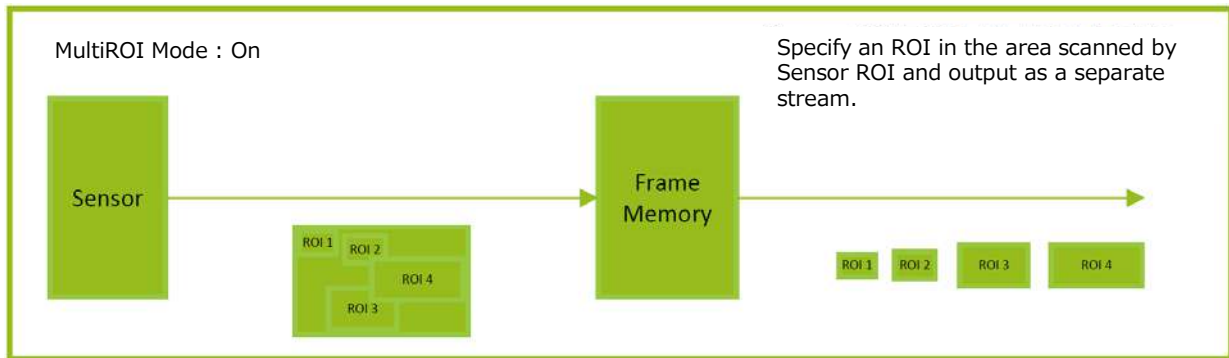 MultiROI Mode : On
Specify an ROI in the area scanned by
Sensor ROI and output as a separate
stream.
Sensor
Frame
Memory
ROI 1
ROI 2
ROI 4
ROI 3
ROI 1
ROI 2
ROI 3
ROI 4